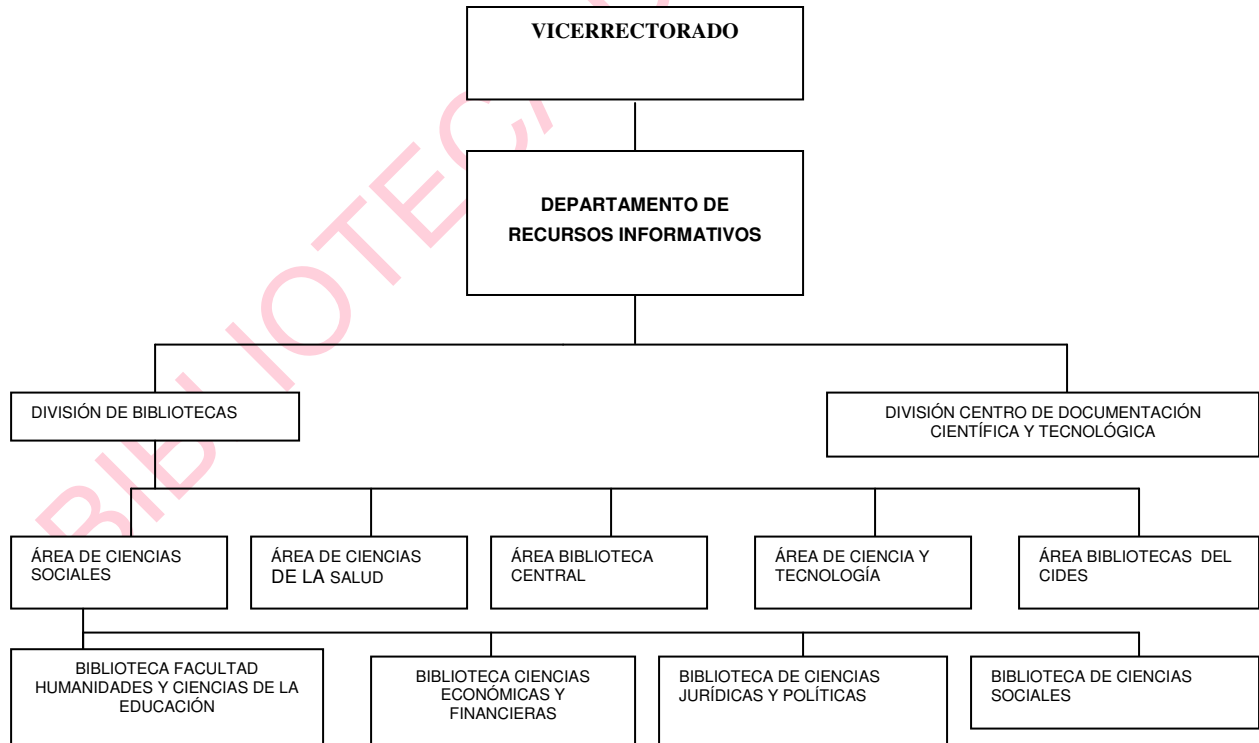 VICERRECTORADO
DEPARTAMENTO DE
RECURSOS INFORMATIVOS
DIVISIÓN DE BIBLIOTECAS
DIVISIÓN CENTRO DE DOCUMENTACIÓN
CIENTÍFICA Y TECNOLÓGICA
ÁREA DE CIENCIAS
SOCIALES
ÁREA DE CIENCIAS
DE LA SALUD
ÁREA BIBLIOTECA
CENTRAL
ÁREA DE CIENCIA Y
TECNOLOGÍA
ÁREA BIBLIOTECAS DEL
CIDES
BIBLIOTECA FACULTAD
HUMANIDADES Y CIENCIAS DE LA
EDUCACIÓN
BIBLIOTECA CIENCIAS
ECONÓMICAS Y
FINANCIERAS
BIBLIOTECA DE CIENCIAS
JURÍDICAS Y POLÍTICAS
BIBLIOTECA DE CIENCIAS
SOCIALES